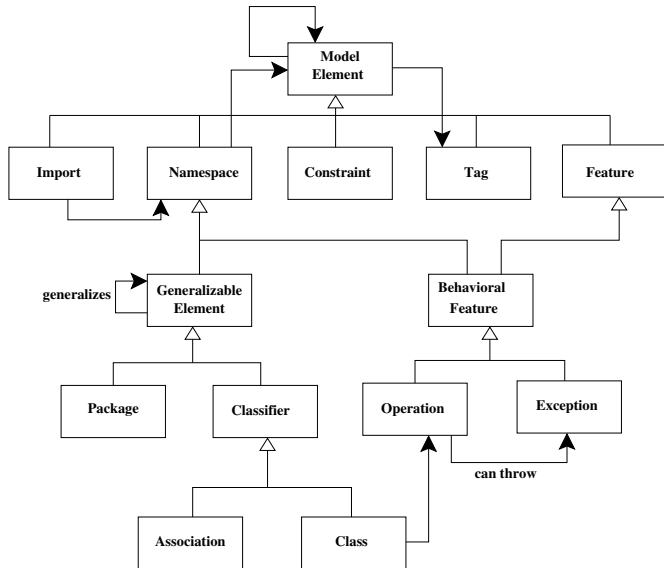 Model
Element
Import
Namespace
Constraint
Tag
Feature
generalizes
Generalizable
Element
Behavioral
Feature
Package
Classifier
Operation
Exception
can throw
Association
Class